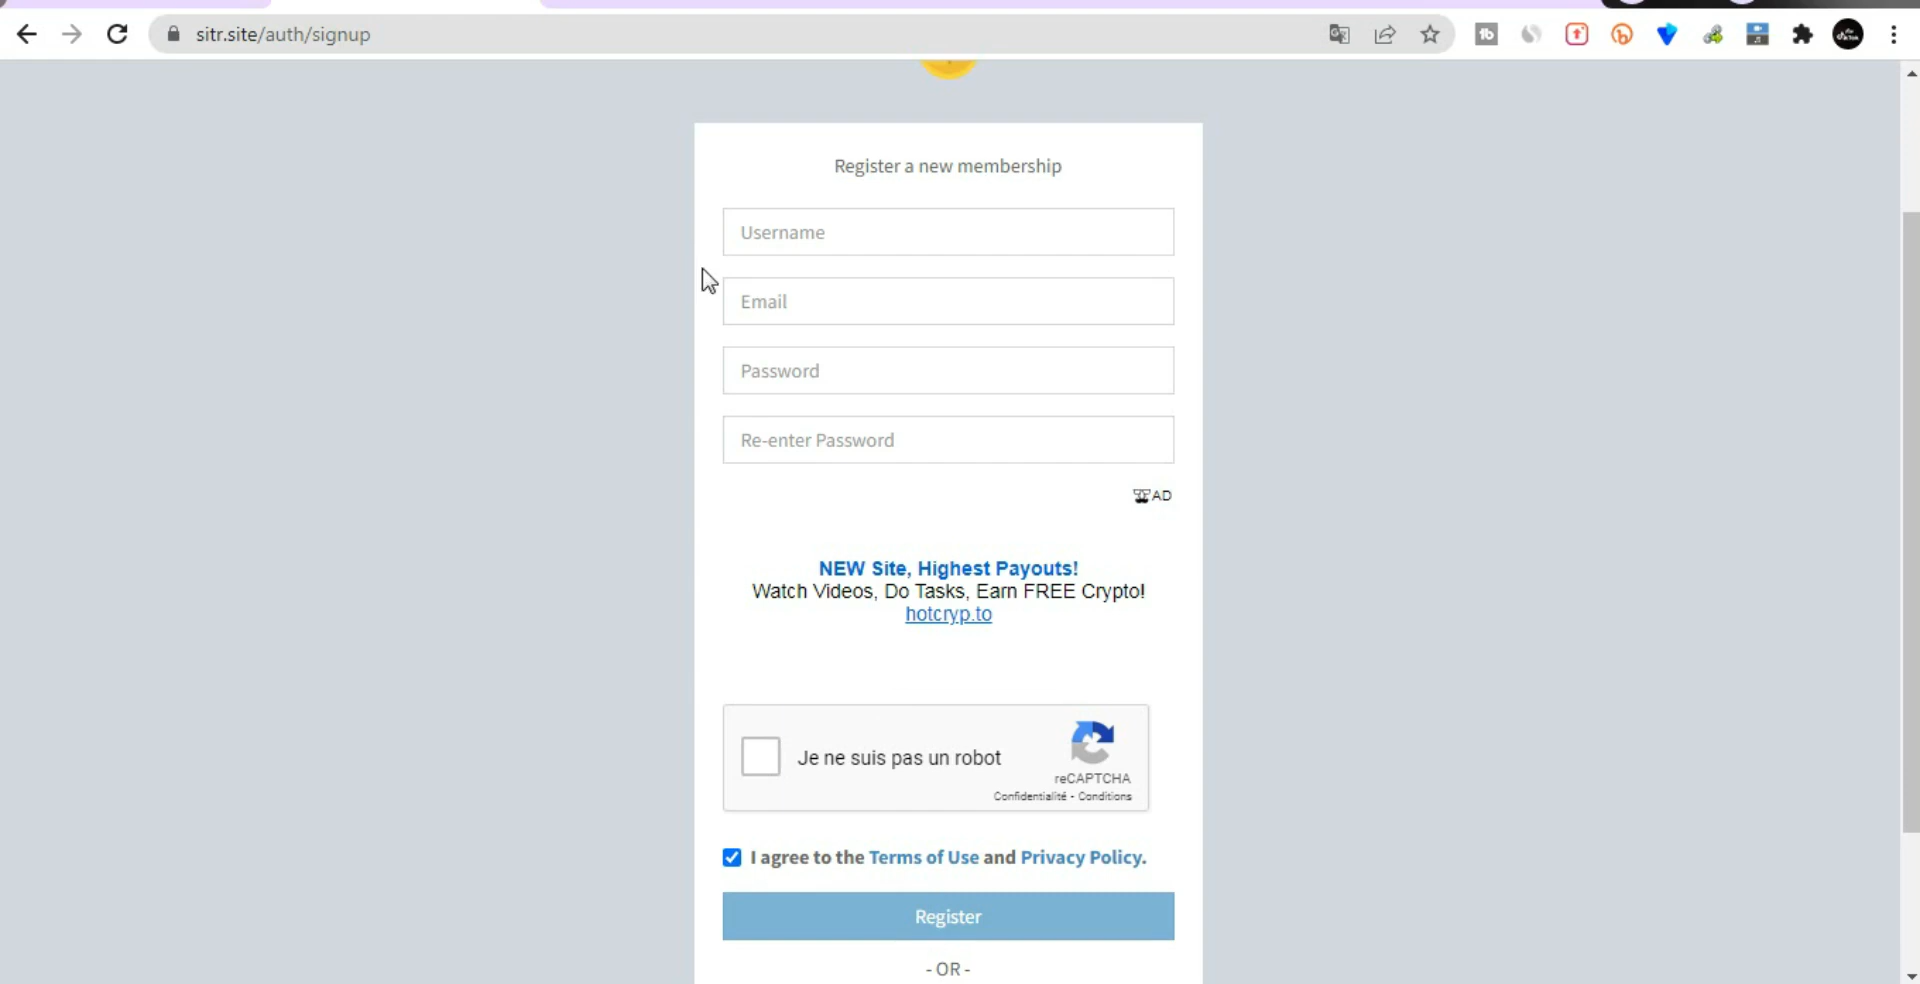 sitr.site/auth/signup
Register a new membership
Username
Email
Password
Re-enter Password
AD
NEW Site, Highest Payouts!
Watch Videos, Do Tasks, Earn FREE Crypto!
hotcryp.to
Je ne suis pas un robot
reCAPTCHA
Confidentialité - Conditions
I agree to the Terms of Use and Privacy Policy.
Register
- OR -